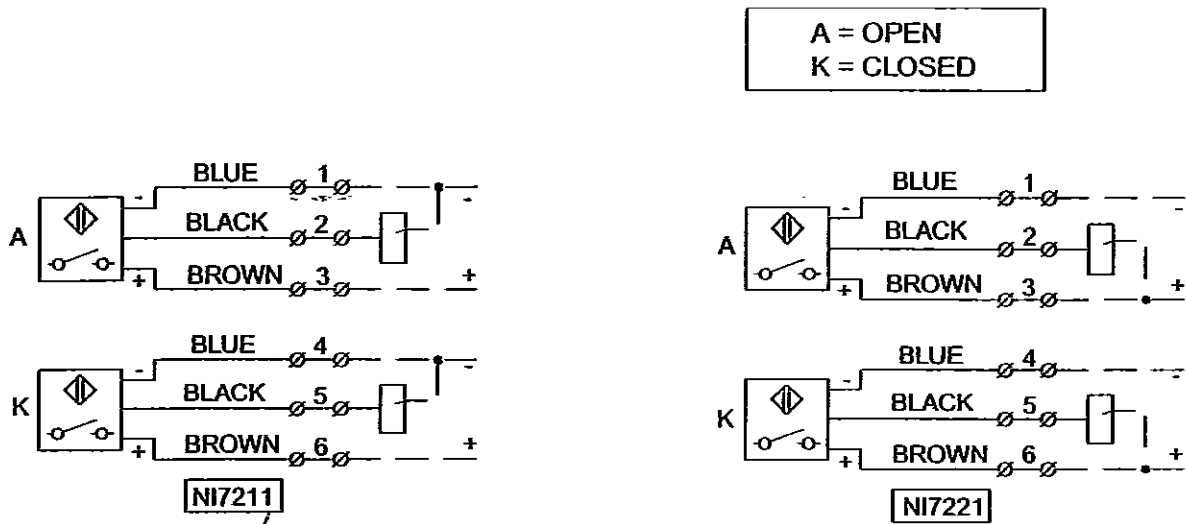 A = OPEN
K = CLOSED
BLUE 1
- -
A BLACK 2
+ BROWN 3 +
BLUE 4
- -
K BLACK 5
+ BROWN 6 +
NI7211
BLUE 1
- -
A BLACK 2
+ BROWN 3 +
BLUE 4
- -
K BLACK 5
+ BROWN 6 +
NI7221